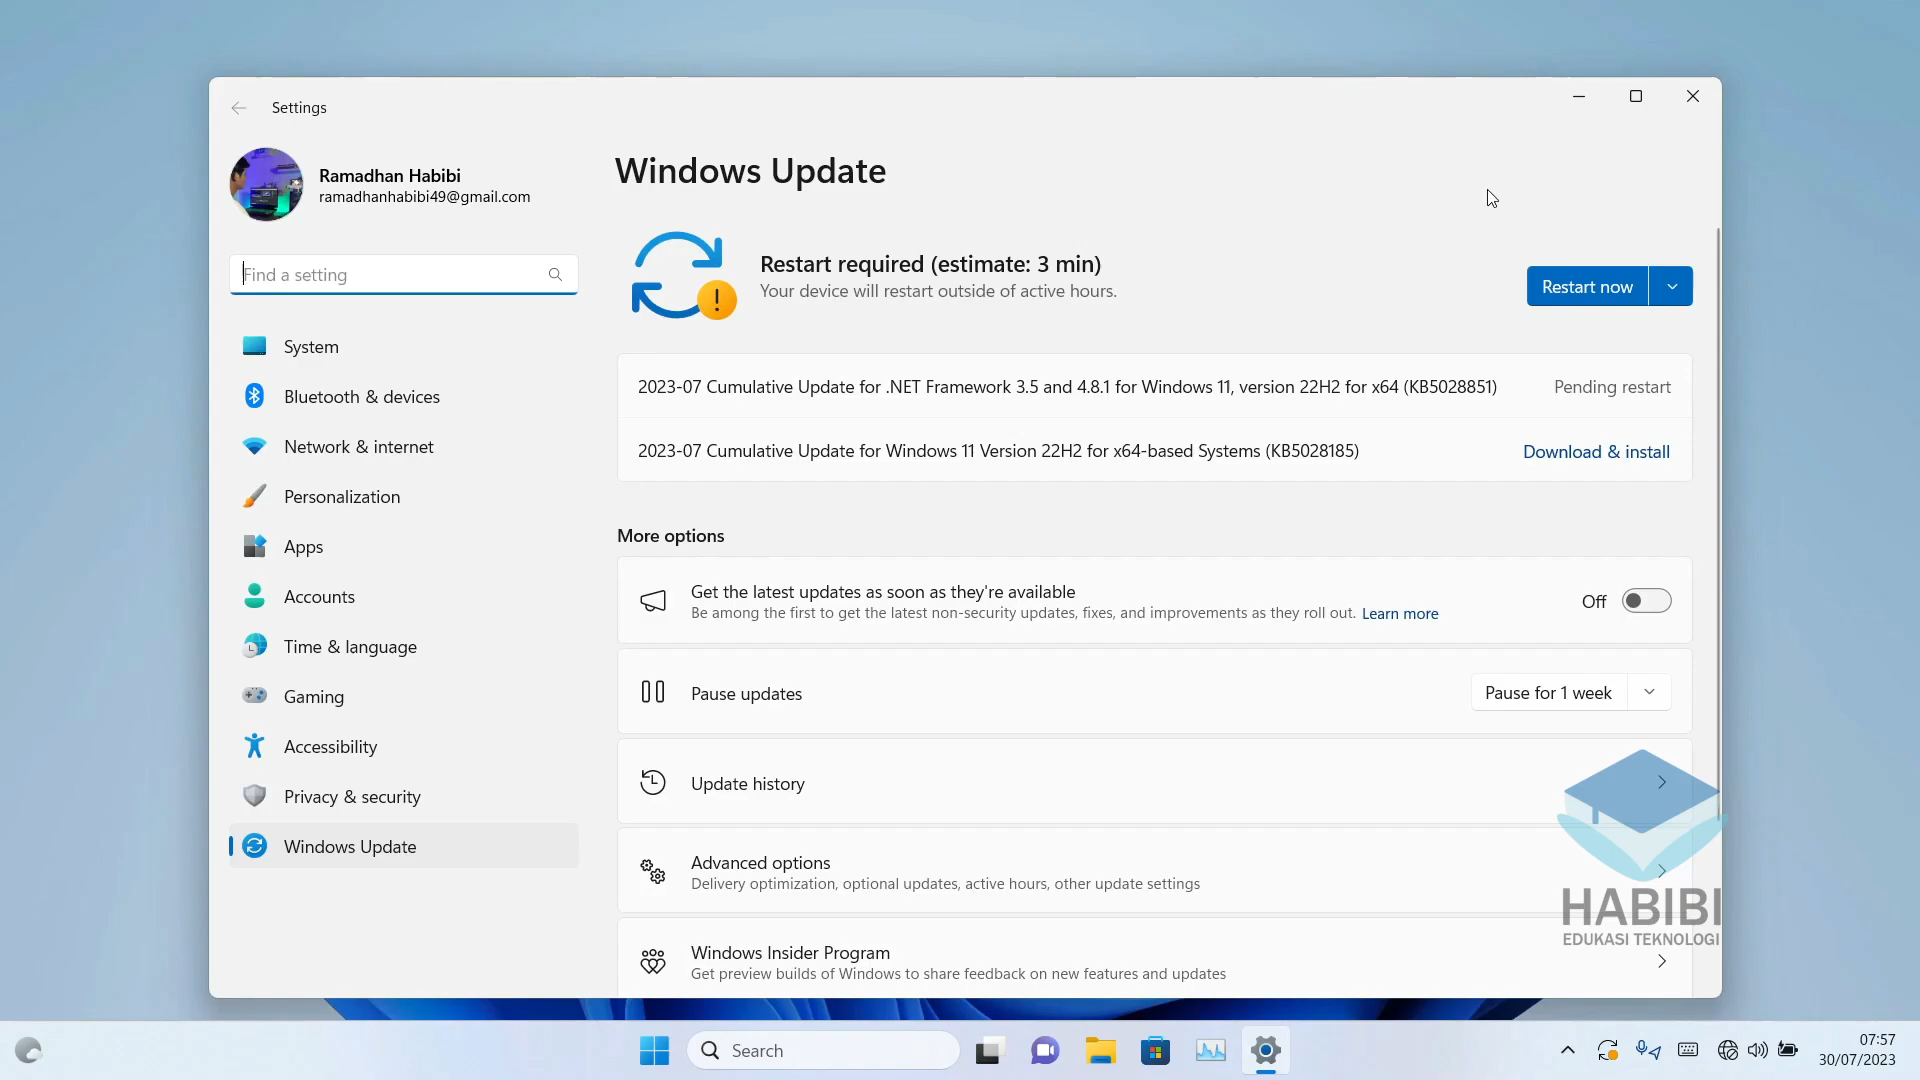 Settings
Ramadhan Habibi
ramadhanhabibi49@gmail.com
Find a setting
System
Bluetooth & devices
Network & internet
Personalization
Apps
Accounts
Time & language
Gaming
Accessibility
Privacy & security
Windows Update
Windows Update
Restart required (estimate: 3 min)
Your device will restart outside of active hours.
Restart now
2023-07 Cumulative Update for .NET Framework 3.5 and 4.8.1 for Windows 11, version 22H2 for x64 (KB5028851) Pending restart
2023-07 Cumulative Update for Windows 11 Version 22H2 for x64-based Systems (KB5028185) Download & install
More options
Get the latest updates as soon as they're available
Be among the first to get the latest non-security updates, fixes, and improvements as they roll out. Learn more
Off
Pause updates Pause for 1 week
Update history
Advanced options
Delivery optimization, optional updates, active hours, other update settings
Windows Insider Program
Get preview builds of Windows to share feedback on new features and updates
HABIBI
EDUKASI TEKNOLOGI
Search
07:57
30/07/2023